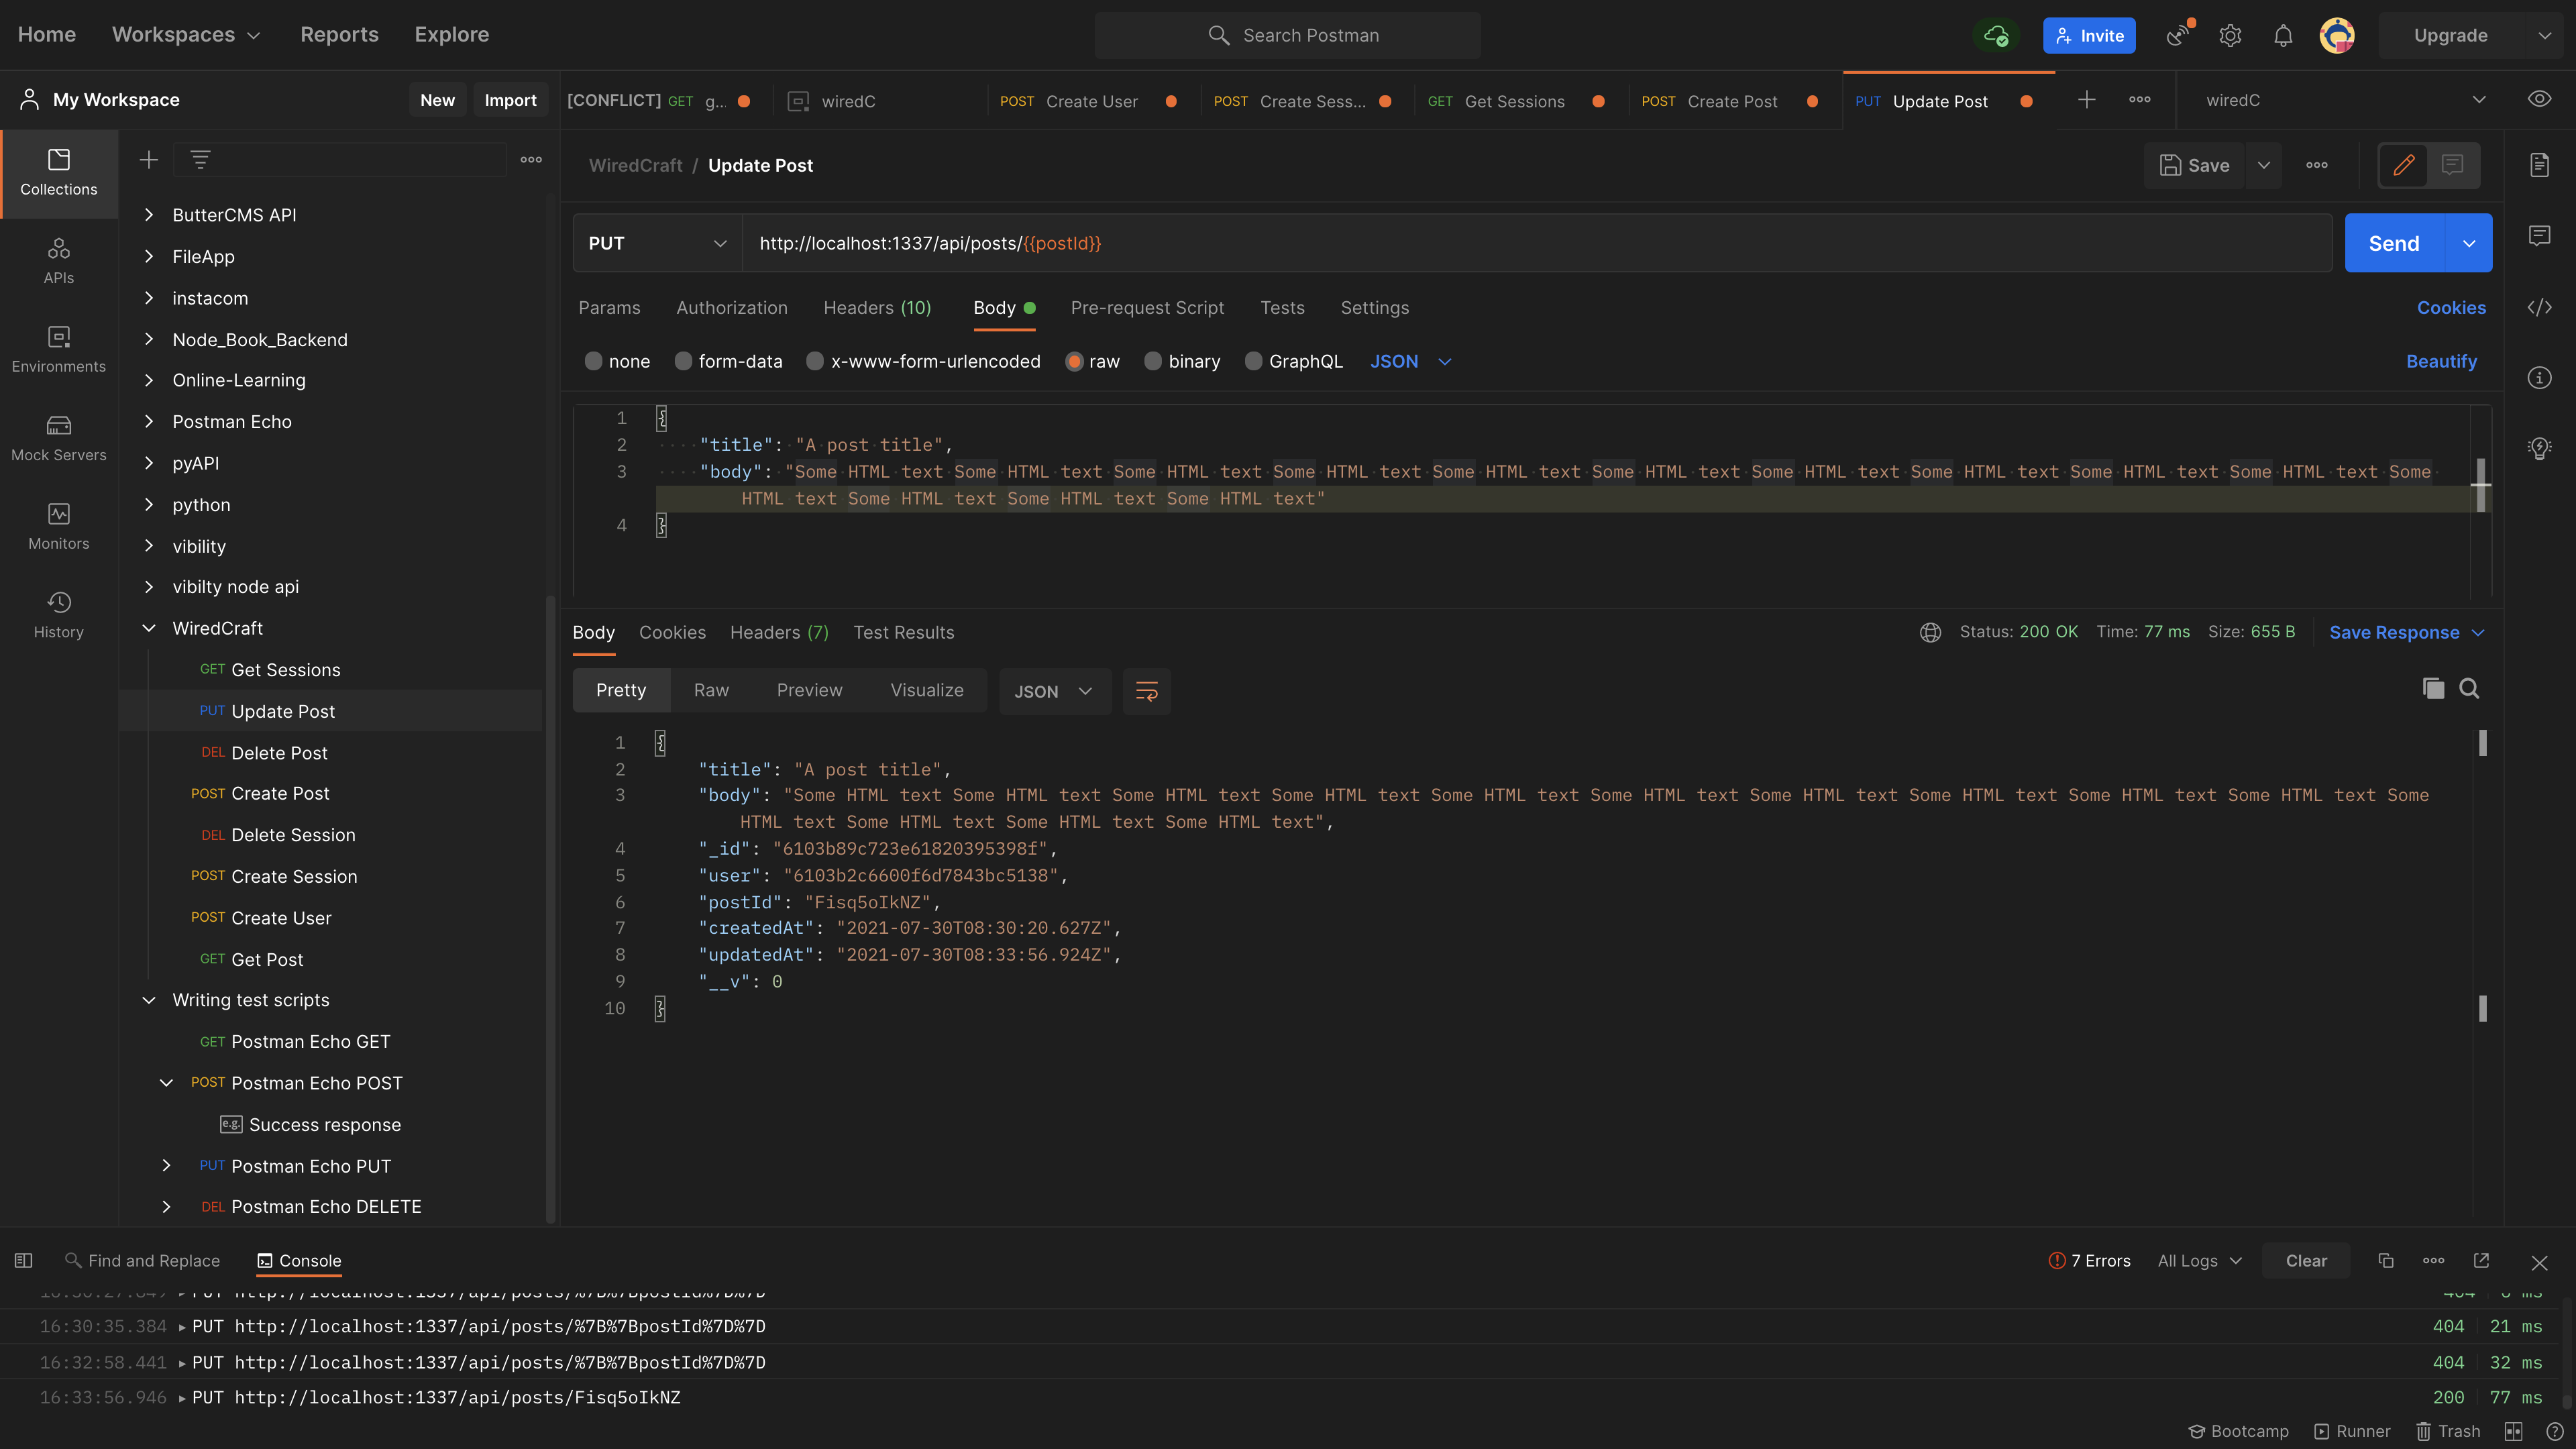 Home Workspaces Reports Explore Search Postman Invite Upgrade
My Workspace New Import [CONFLICT] GET g.. wiredC POST Create User POST Create Sess... GET Get Sessions POST Create Post PUT Update Post wiredC
Collections
APIs
Environments
Mock Servers
Monitors
History
ButterCMS API
FileApp
instacom
Node_Book_Backend
Online-Learning
Postman Echo
pyAPI
python
vibility
vibilty node api
WiredCraft
GET Get Sessions
PUT Update Post
DEL Delete Post
POST Create Post
DEL Delete Session
POST Create Session
POST Create User
GET Get Post
Writing test scripts
GET Postman Echo GET
POST Postman Echo POST
e.g. Success response
PUT Postman Echo PUT
DEL Postman Echo DELETE
WiredCraft / Update Post Save
PUT http://localhost:1337/api/posts/{{postId}} Send
Params Authorization Headers (10) Body Pre-request Script Tests Settings Cookies
none form-data x-www-form-urlencoded raw binary GraphQL JSON Beautify
1 {
2 "title": "A post title",
3 "body": "Some HTML text Some HTML text Some HTML text Some HTML text Some HTML text Some HTML text Some HTML text Some HTML text Some HTML text Some HTML text Some
HTML text Some HTML text Some HTML text Some HTML text"
4 }
Body Cookies Headers (7) Test Results Status: 200 OK Time: 77 ms Size: 655 B Save Response
Pretty Raw Preview Visualize JSON
1 {
2 "title": "A post title",
3 "body": "Some HTML text Some HTML text Some HTML text Some HTML text Some HTML text Some HTML text Some HTML text Some HTML text Some HTML text Some HTML text Some
HTML text Some HTML text Some HTML text Some HTML text",
4 "_id": "6103b89c723e61820395398f",
5 "user": "6103b2c6600f6d7843bc5138",
6 "postId": "Fisq5oIkNZ",
7 "createdAt": "2021-07-30T08:30:20.627Z",
8 "updatedAt": "2021-07-30T08:33:56.924Z",
9 "__v": 0
10 }
Find and Replace Console 7 Errors All Logs Clear
PUT http://localhost:1337/api/posts/%7B%7BpostId%7D%7D 404 ms
16:30:35.384 PUT http://localhost:1337/api/posts/%7B%7BpostId%7D%7D 404 21 ms
16:32:58.441 PUT http://localhost:1337/api/posts/%7B%7BpostId%7D%7D 404 32 ms
16:33:56.946 PUT http://localhost:1337/api/posts/Fisq5oIkNZ 200 77 ms
Bootcamp Runner Trash